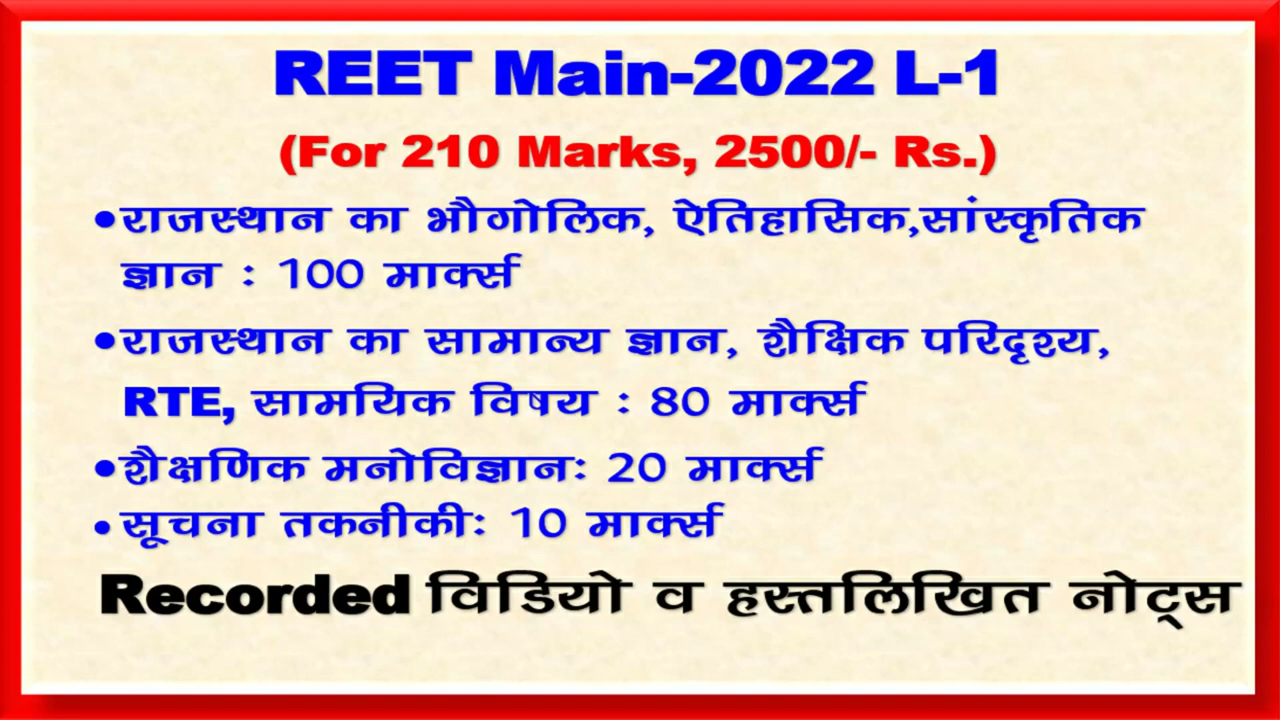 REET Main-2022 L-1
(For 210 Marks, 2500/- Rs.)
•राजस्थान का भौगोलिक, ऐतिहासिक,सांस्कृतिक
ज्ञान : 100 मार्क्स
•राजस्थान का सामान्य ज्ञान, शैक्षिक परिदृश्य,
RTE, सामयिक विषय : 80 मार्क्स
•शैक्षणिक मनोविज्ञानः 20 मार्क्स
• सूचना तकनीकीः 10 मार्क्स
Recorded विडियो व हस्तलिखित नोट्स